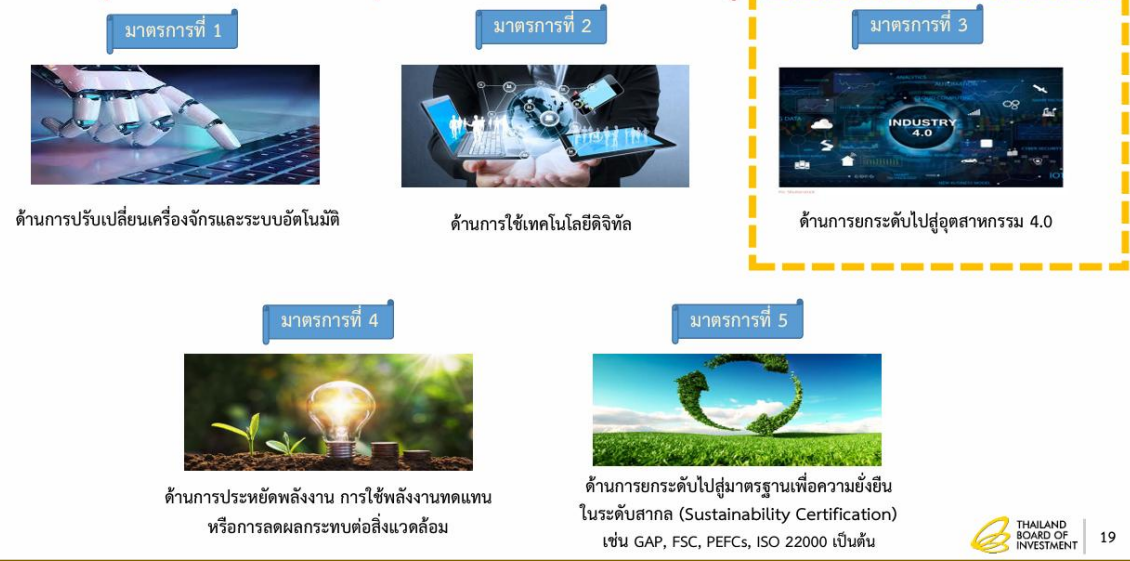 มาตรการที่ 1
มาตรการที่ 2
มาตรการที่ 3
INDUSTRY
4.0
ด้านการปรับเปลี่ยนเครื่องจักรและระบบอัตโนมัติ
ด้านการใช้เทคโนโลยีดิจิทัล
ด้านการยกระดับไปสู่อุตสาหกรรม 4.0
มาตรการที่ 4
มาตรการที่ 5
ด้านการประหยัดพลังงาน การใช้พลังงานทดแทน
หรือการลดผลกระทบต่อสิ่งแวดล้อม
ด้านการยกระดับไปสู่มาตรฐานเพื่อความยั่งยืน
ในระดับสากล (Sustainability Certification)
เช่น GAP, FSC, PEFCs, ISO 22000 เป็นต้น
THAILAND
BOARD OF
INVESTMENT
19